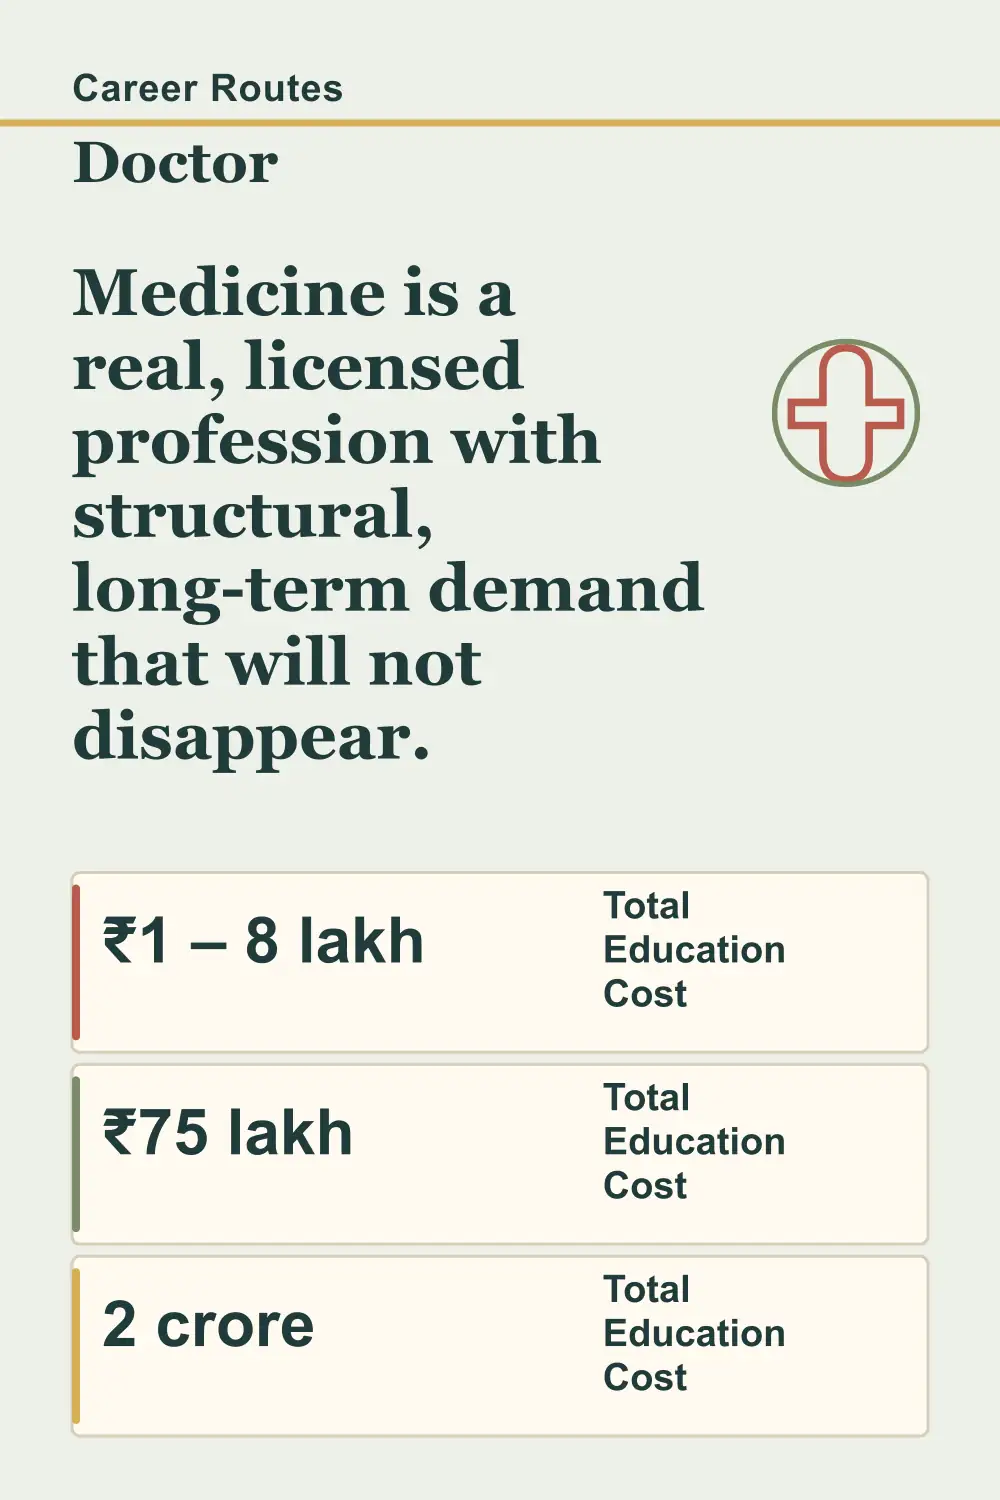 Career Routes
Doctor
Medicine is a
real, licensed
profession with
structural,
long-term demand
that will not
disappear.
₹1 – 8 lakh
Total
Education
Cost
₹75 lakh
Total
Education
Cost
2 crore
Total
Education
Cost